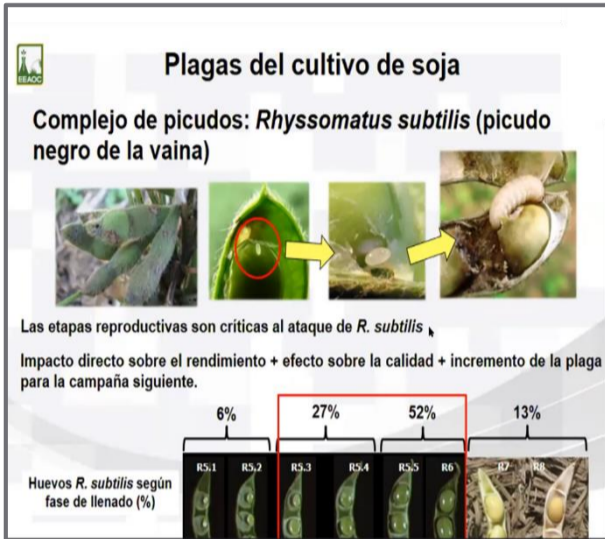 EEAOC
Plagas del cultivo de soja
Complejo de picudos: Rhyssomatus subtilis (picudo
negro de la vaina)
Las etapas reproductivas son críticas al ataque de R. subtilis
Impacto directo sobre el rendimiento + efecto sobre la calidad + incremento de la plaga
para la campaña siguiente.
6% 27% 52% 13%
R5.1 R5.2 R5.3 R5.4 R5.5 R6 R7 R8
Huevos R. subtilis según
fase de llenado (%)